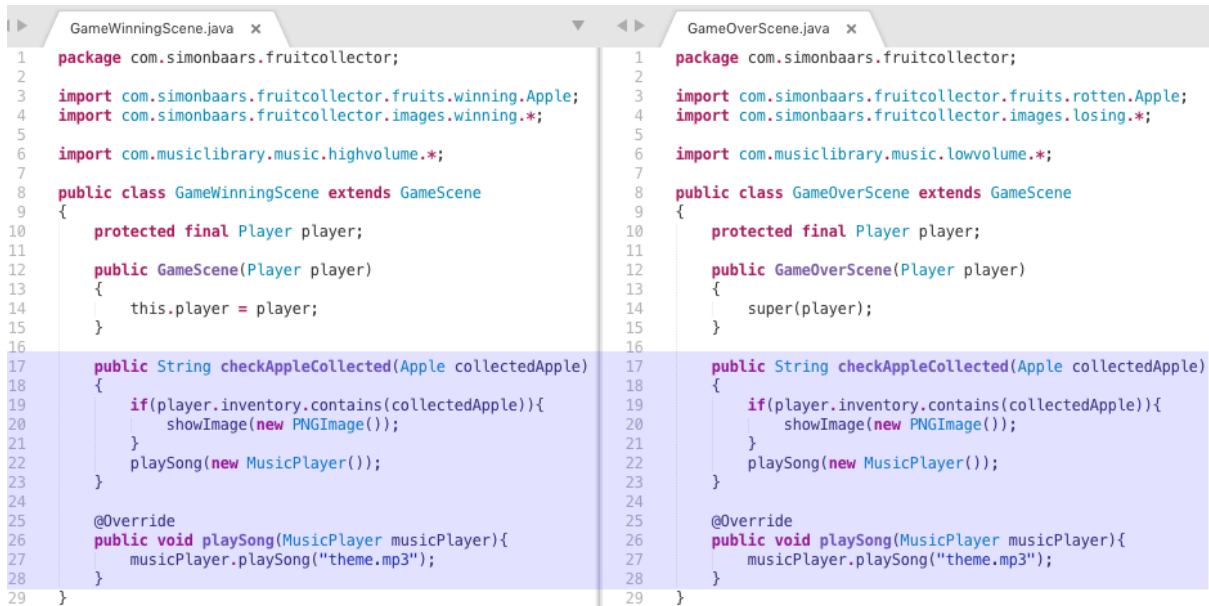 GameWinningScene.java ×
1 package com.simonbaars.fruitcollector;
2
3 import com.simonbaars.fruitcollector.fruits.winning.Apple;
4 import com.simonbaars.fruitcollector.images.winning.*;
5
6 import com.musiclibrary.music.highvolume.*;
7
8 public class GameWinningScene extends GameScene
9 {
10     protected final Player player;
11
12     public GameScene(Player player)
13     {
14         this.player = player;
15     }
16
17     public String checkAppleCollected(Apple collectedApple)
18     {
19         if(player.inventory.contains(collectedApple)){
20             showImage(new PNGImage());
21         }
22         playSong(new MusicPlayer());
23     }
24
25     @Override
26     public void playSong(MusicPlayer musicPlayer){
27         musicPlayer.playSong("theme.mp3");
28     }
29 }
GameOverScene.java ×
1 package com.simonbaars.fruitcollector;
2
3 import com.simonbaars.fruitcollector.fruits.rotten.Apple;
4 import com.simonbaars.fruitcollector.images.losing.*;
5
6 import com.musiclibrary.music.lowvolume.*;
7
8 public class GameOverScene extends GameScene
9 {
10     protected final Player player;
11
12     public GameOverScene(Player player)
13     {
14         super(player);
15     }
16
17     public String checkAppleCollected(Apple collectedApple)
18     {
19         if(player.inventory.contains(collectedApple)){
20             showImage(new PNGImage());
21         }
22         playSong(new MusicPlayer());
23     }
24
25     @Override
26     public void playSong(MusicPlayer musicPlayer){
27         musicPlayer.playSong("theme.mp3");
28     }
29 }